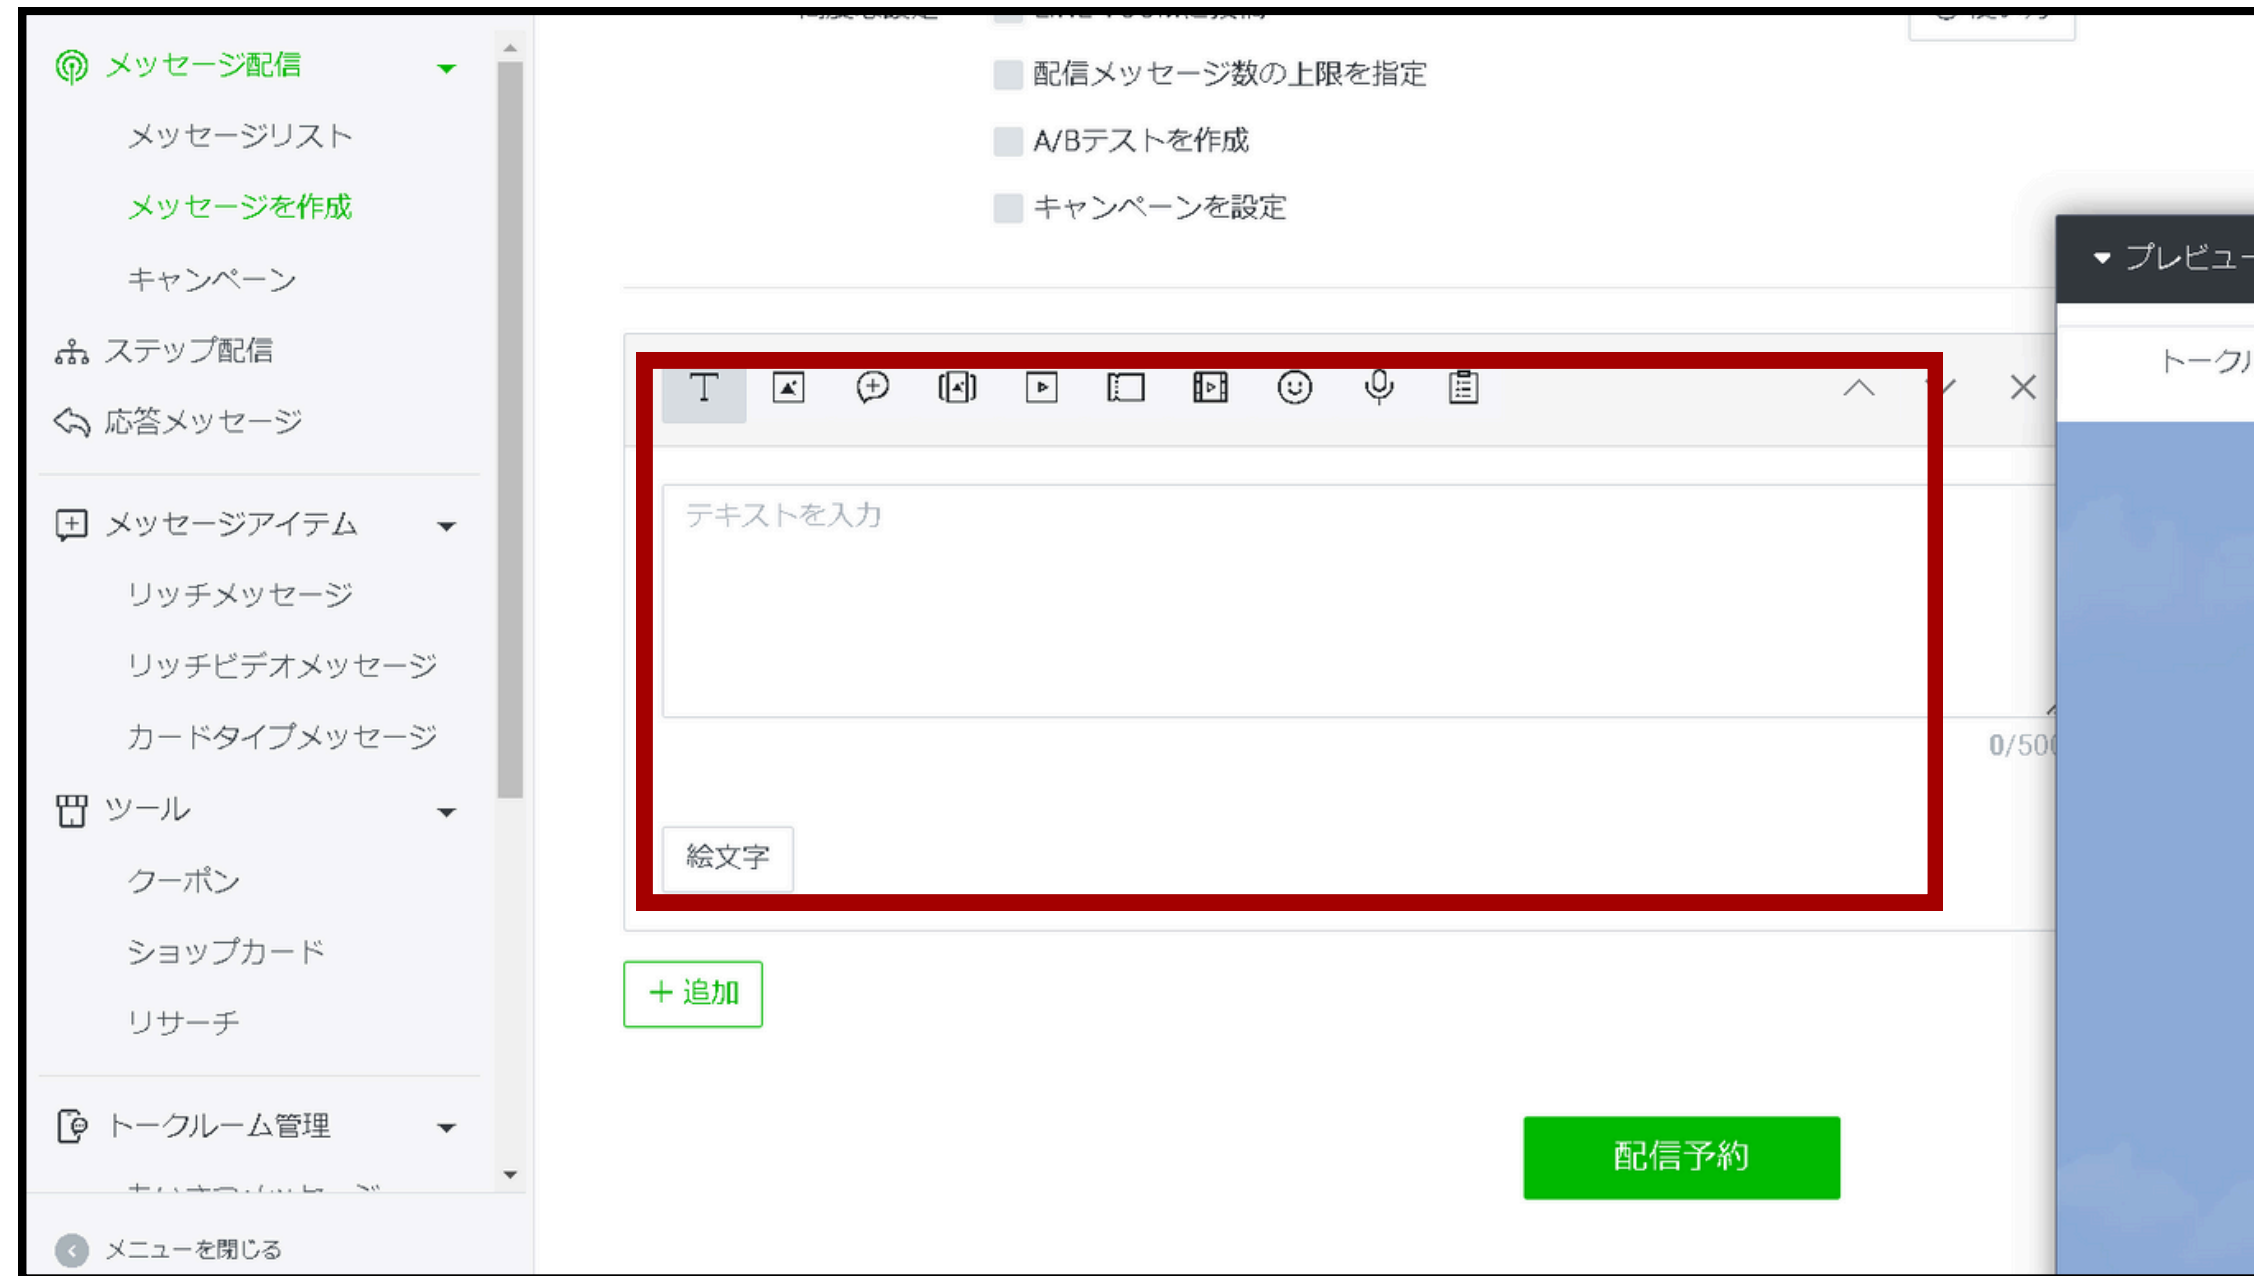 メッセージ配信
メッセージリスト
メッセージを作成
キャンペーン
ステップ配信
応答メッセージ
メッセージアイテム
リッチメッセージ
リッチビデオメッセージ
カードタイプメッセージ
ツール
クーポン
ショップカード
リサーチ
トークルーム管理
メニューを閉じる
配信メッセージ数の上限を指定
A/Bテストを作成
キャンペーンを設定
T
テキストを入力
0/500
絵文字
+ 追加
配信予約
プレビュー
トークル